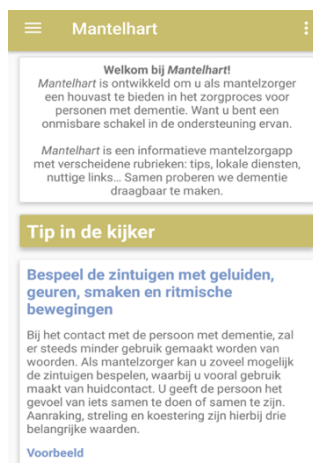 Mantelhart
Welkom bij Mantelhart!
Mantelhart is ontwikkeld om u als mantelzorger
een houvast te bieden in het zorgproces voor
personen met dementie. Want u bent een
onmisbare schakel in de ondersteuning ervan.
Mantelhart is een informatieve mantelzorgapp
met verscheidene rubrieken: tips, lokale diensten,
nuttige links... Samen proberen we dementie
draagbaar te maken.
Tip in de kijker
Bespeel de zintuigen met geluiden,
geuren, smaken en ritmische
bewegingen
Bij het contact met de persoon met dementie, zal
er steeds minder gebruik gemaakt worden van
woorden. Als mantelzorger kan u zoveel mogelijk
de zintuigen bespelen, waarbij u vooral gebruik
maakt van huidcontact. U geeft de persoon het
gevoel van iets samen te doen of samen te zijn.
Aanraking, streling en koestering zijn hierbij drie
belangrijke waarden.
Voorbeeld